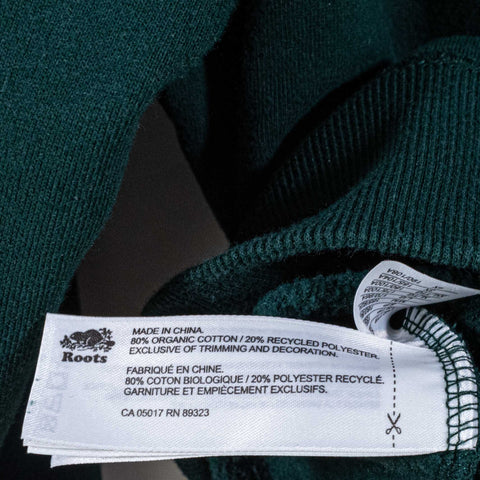 Roots
MADE IN CHINA.
80% ORGANIC COTTON / 20% RECYCLED POLYESTER.
EXCLUSIVE OF TRIMMING AND DECORATION.
FABRIQUÉ EN CHINE.
80% COTON BIOLOGIQUE / 20% POLYESTER RECYCLÉ.
GARNITURE ET EMPIÈCEMENT EXCLUSIFS.
CA 05017 RN 89323